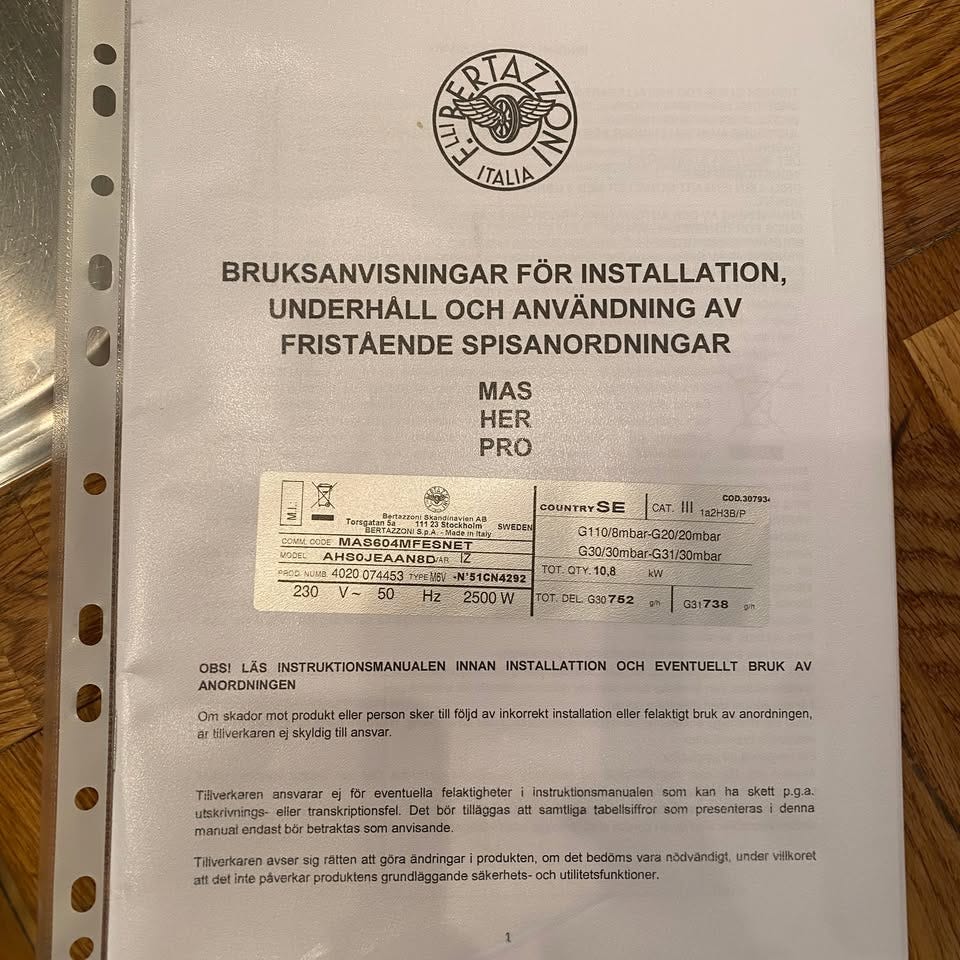 F.LLI BERTAZZONI
ITALIA
BRUKSANVISNINGAR FÖR INSTALLATION,
UNDERHÅLL OCH ANVÄNDNING AV
FRISTÅENDE SPISANORDNINGAR
MAS
HER
PRO
M.I.
Bertazzoni Skandinavien AB
Torsgatan 5a 111 23 Stockholm SWEDEN
BERTAZZONI S.p.A. - Made in Italy
COMM. CODE MAS604MFESNET
MODEL AHS0JEAAN8D/AR IZ
PROD. NUMB 4020 074453 TYPE M6V -N°51CN4292
230 V~ 50 Hz 2500 W
COD.30793
COUNTRY SE CAT. III 1a2H3B/P
G110/8mbar-G20/20mbar
G30/30mbar-G31/30mbar
TOT. QTY. 10,8 kW
TOT. DEL. G30 752 g/h G31 738 g/h
OBS! LÄS INSTRUKTIONSMANUALEN INNAN INSTALLATTION OCH EVENTUELLT BRUK AV
ANORDNINGEN
Om skador mot produkt eller person sker till följd av inkorrekt installation eller felaktigt bruk av anordningen,
är tillverkaren ej skyldig till ansvar.
Tillverkaren ansvarar ej för eventuella felaktigheter i instruktionsmanualen som kan ha skett p.g.a.
utskrivnings- eller transkriptionsfel. Det bör tilläggas att samtliga tabellsiffror som presenteras i denna
manual endast bör betraktas som anvisande.
Tillverkaren avser sig rätten att göra ändringar i produkten, om det bedöms vara nödvändigt, under villkoret
att det inte påverkar produktens grundläggande säkerhets- och utilitetsfunktioner.
1